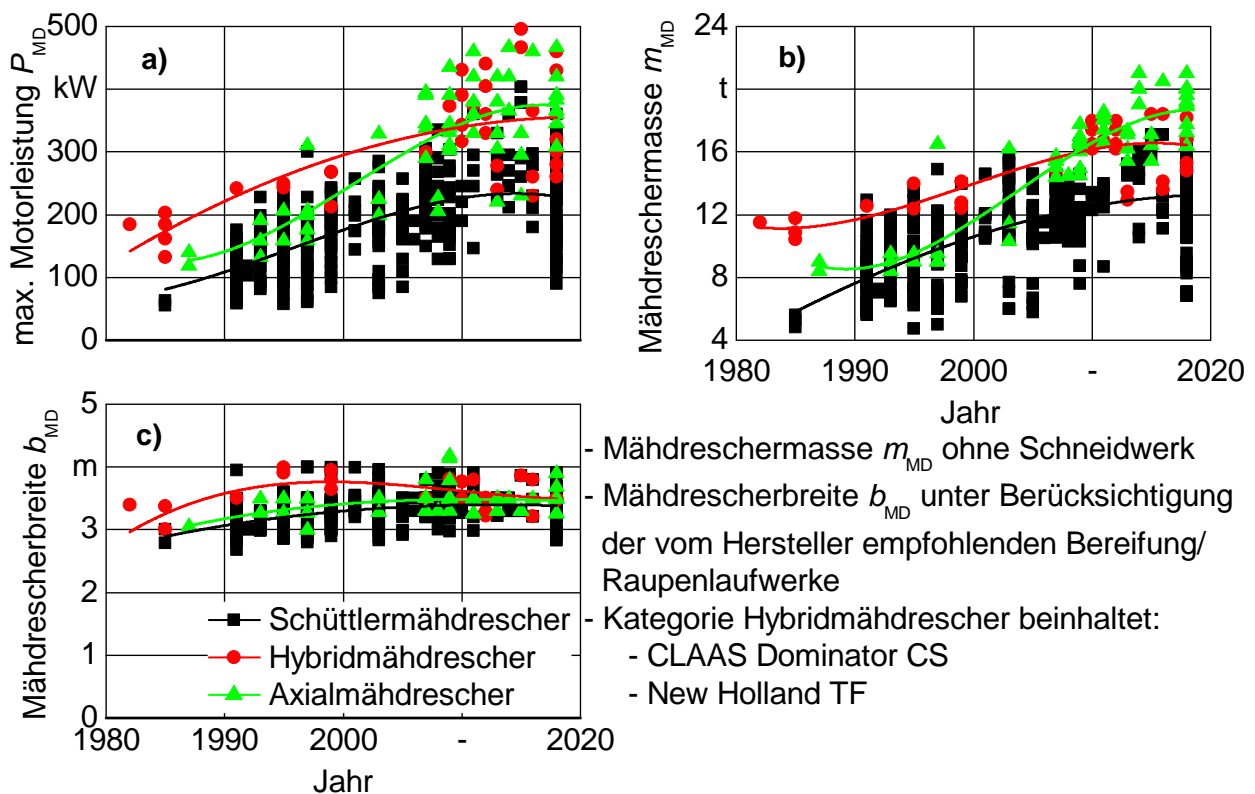 max. Motorleistung P_MD
500
kW
300
200
100
0
a)
Mähdreschermasse m_MD
24
t
16
12
8
4
b)
1980 1990 2000 - 2020
Jahr
Mähdrescherbreite b_MD
5
m
3
2
1
0
c)
Schüttlermähdrescher
Hybridmähdrescher
Axialmähdrescher
1980 1990 2000 - 2020
Jahr
- Mähdreschermasse m_MD ohne Schneidwerk
- Mähdrescherbreite b_MD unter Berücksichtigung
der vom Hersteller empfohlenden Bereifung/
Raupenlaufwerke
- Kategorie Hybridmähdrescher beinhaltet:
- CLAAS Dominator CS
- New Holland TF